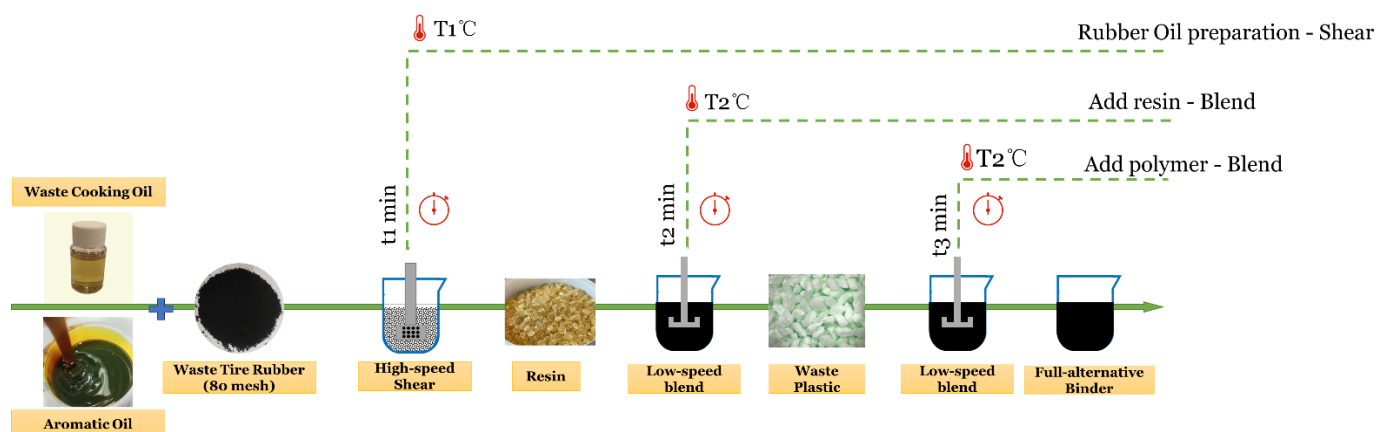 T1℃
Rubber Oil preparation - Shear
T2℃
Add resin - Blend
T2℃
Add polymer - Blend
Waste Cooking Oil
t1 min
t2 min
t3 min
Waste Tire Rubber
(80 mesh)
High-speed
Shear
Resin
Low-speed
blend
Waste
Plastic
Low-speed
blend
Full-alternative
Binder
Aromatic Oil